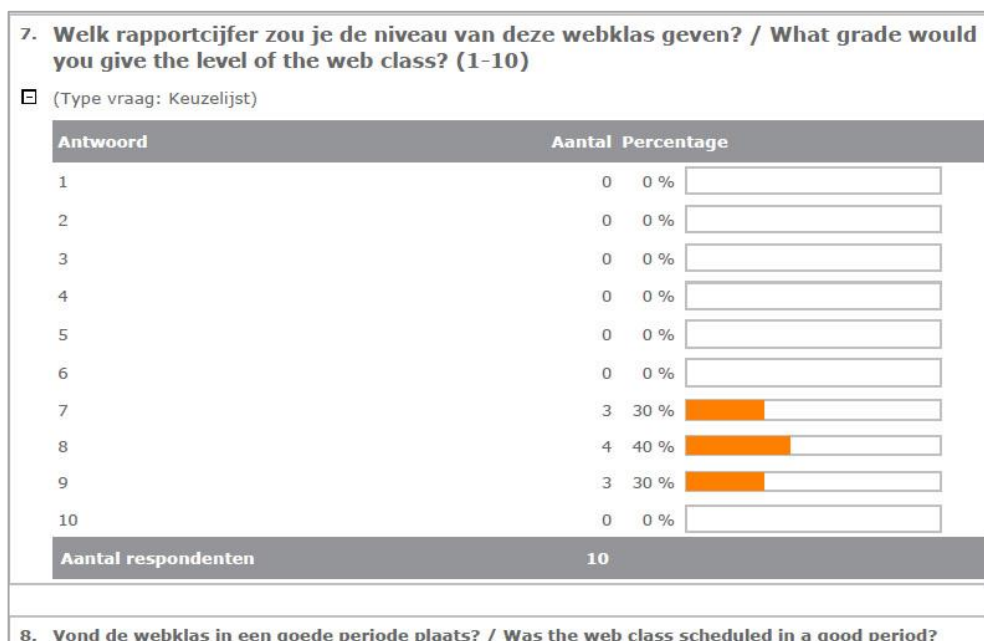 7. Welk rapportcijfer zou je de niveau van deze webklas geven? / What grade would
you give the level of the web class? (1-10)
(Type vraag: Keuzelijst)
Antwoord Aantal Percentage
1 0 0 %
2 0 0 %
3 0 0 %
4 0 0 %
5 0 0 %
6 0 0 %
7 3 30 %
8 4 40 %
9 3 30 %
10 0 0 %
Aantal respondenten 10
8. Vond de webklas in een goede periode plaats? / Was the web class scheduled in a good period?